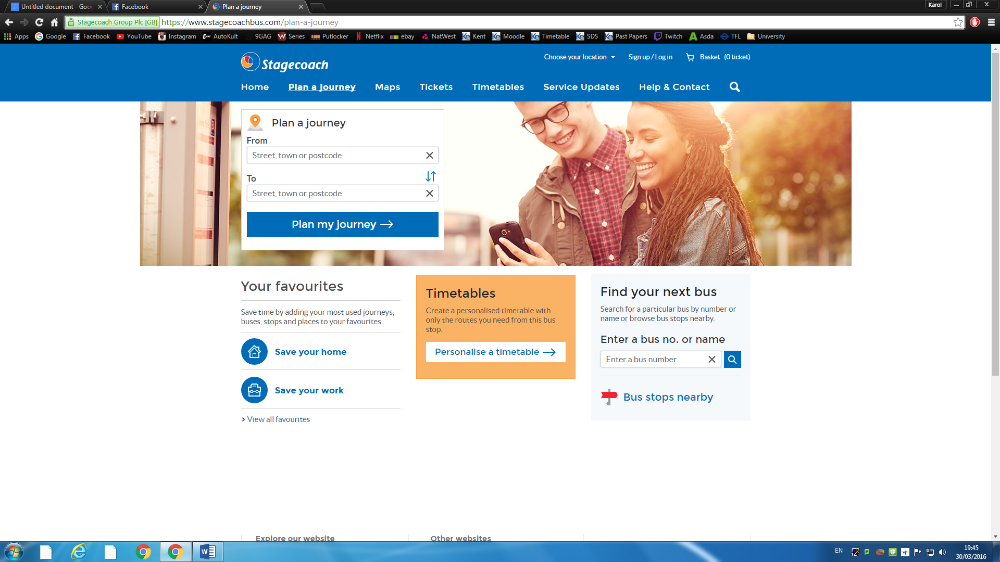 Untitled document - Goo
Facebook
Plan a journey
Karol
Stagecoach Group Plc [GB]
https://www.stagecoachbus.com/plan-a-journey
Apps
Google
Facebook
YouTube
Instagram
AutoKult
9GAG
Series
Putlocker
Netflix
ebay
NatWest
Kent
Moodle
Timetable
SDS
Past Papers
Twitch
Asda
TFL
University
Stagecoach
Choose your location
Sign up / Log in
Basket (0 ticket)
Home
Plan a journey
Maps
Tickets
Timetables
Service Updates
Help & Contact
Plan a journey
From
Street, town or postcode
To
Street, town or postcode
Plan my journey
Your favourites
Save time by adding your most used journeys,
buses, stops and places to your favourites.
Save your home
Save your work
View all favourites
Timetables
Create a personalised timetable with
only the routes you need from this bus
stop.
Personalise a timetable
Find your next bus
Search for a particular bus by number or
name or browse bus stops nearby.
Enter a bus no. or name
Enter a bus number
Bus stops nearby
Explore our website
Other websites
EN
19:45
30/03/2016